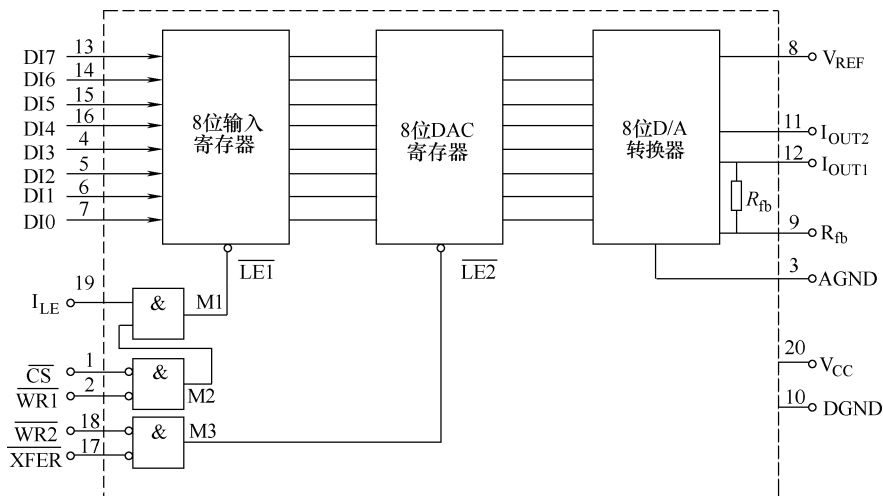 DI7 13
DI6 14
DI5 15
DI4 16
DI3 4
DI2 5
DI1 6
DI0 7
8位输入
寄存器
8位DAC
寄存器
8位D/A
转换器
8 VREF
11 IOUT2
12 IOUT1
Rfb
9 Rfb
3 AGND
20 VCC
10 DGND
LE1
LE2
ILE 19
& M1
CS 1
WR1 2
& M2
WR2 18
XFER 17
& M3